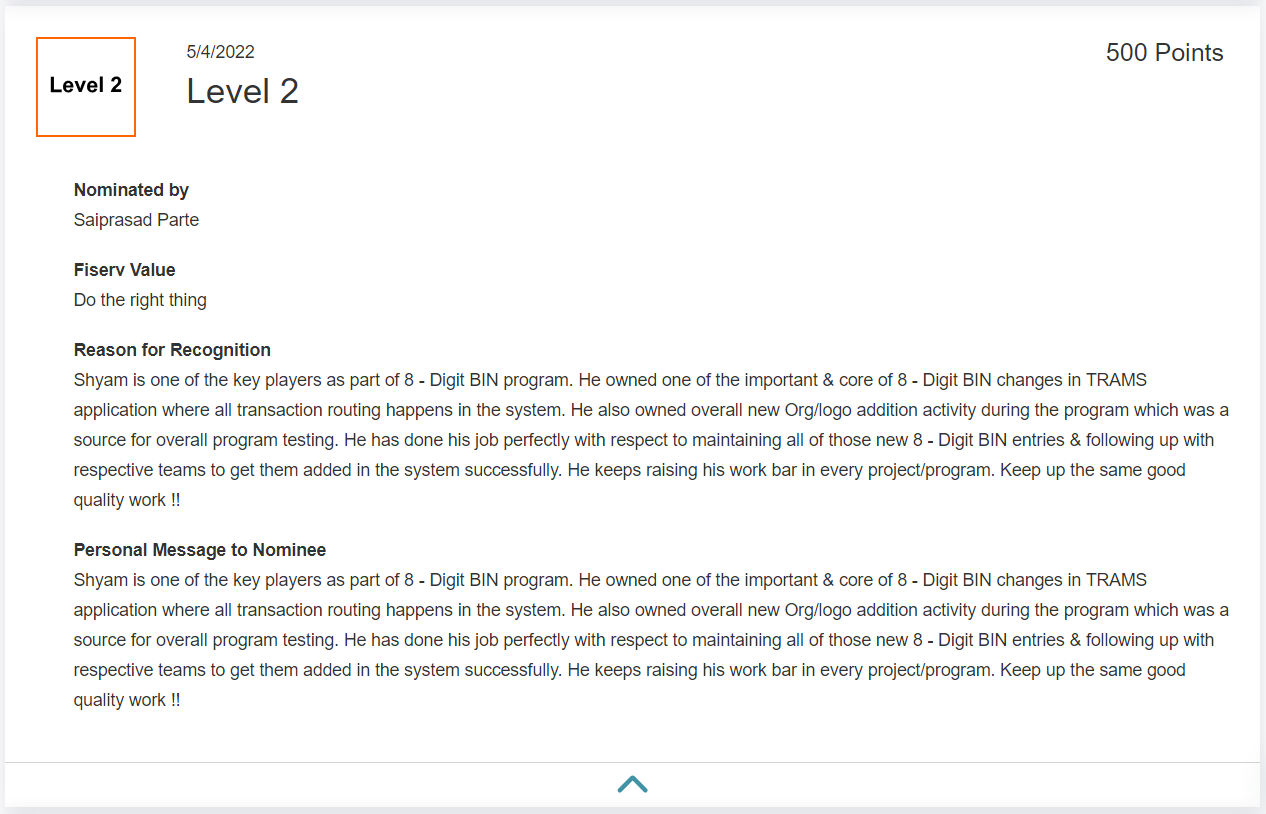 Level 2
5/4/2022
Level 2
500 Points
Nominated by
Saiprasad Parte
Fiserv Value
Do the right thing
Reason for Recognition
Shyam is one of the key players as part of 8 - Digit BIN program. He owned one of the important & core of 8 - Digit BIN changes in TRAMS
application where all transaction routing happens in the system. He also owned overall new Org/logo addition activity during the program which was a
source for overall program testing. He has done his job perfectly with respect to maintaining all of those new 8 - Digit BIN entries & following up with
respective teams to get them added in the system successfully. He keeps raising his work bar in every project/program. Keep up the same good
quality work !!
Personal Message to Nominee
Shyam is one of the key players as part of 8 - Digit BIN program. He owned one of the important & core of 8 - Digit BIN changes in TRAMS
application where all transaction routing happens in the system. He also owned overall new Org/logo addition activity during the program which was a
source for overall program testing. He has done his job perfectly with respect to maintaining all of those new 8 - Digit BIN entries & following up with
respective teams to get them added in the system successfully. He keeps raising his work bar in every project/program. Keep up the same good
quality work !!